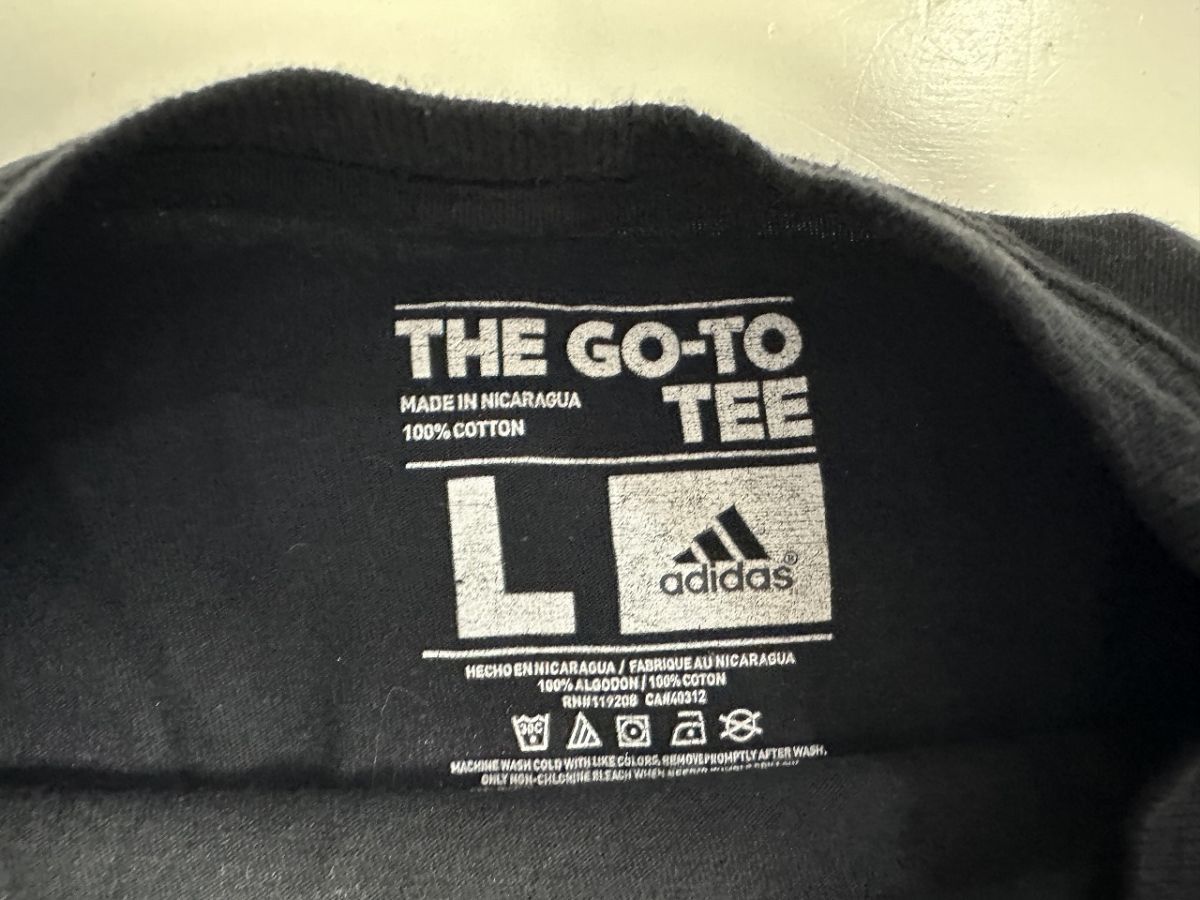 THE GO-TO
TEE
MADE IN NICARAGUA
100% COTTON
L
adidas®
HECHO EN NICARAGUA / FABRIQUE AU NICARAGUA
100% ALGODON / 100% COTON
RN#119208 CA#40312
30C
MACHINE WASH COLD WITH LIKE COLORS, REMOVE PROMPTLY AFTER WASH,
ONLY NON-CHLORINE BLEACH WHEN NEEDED